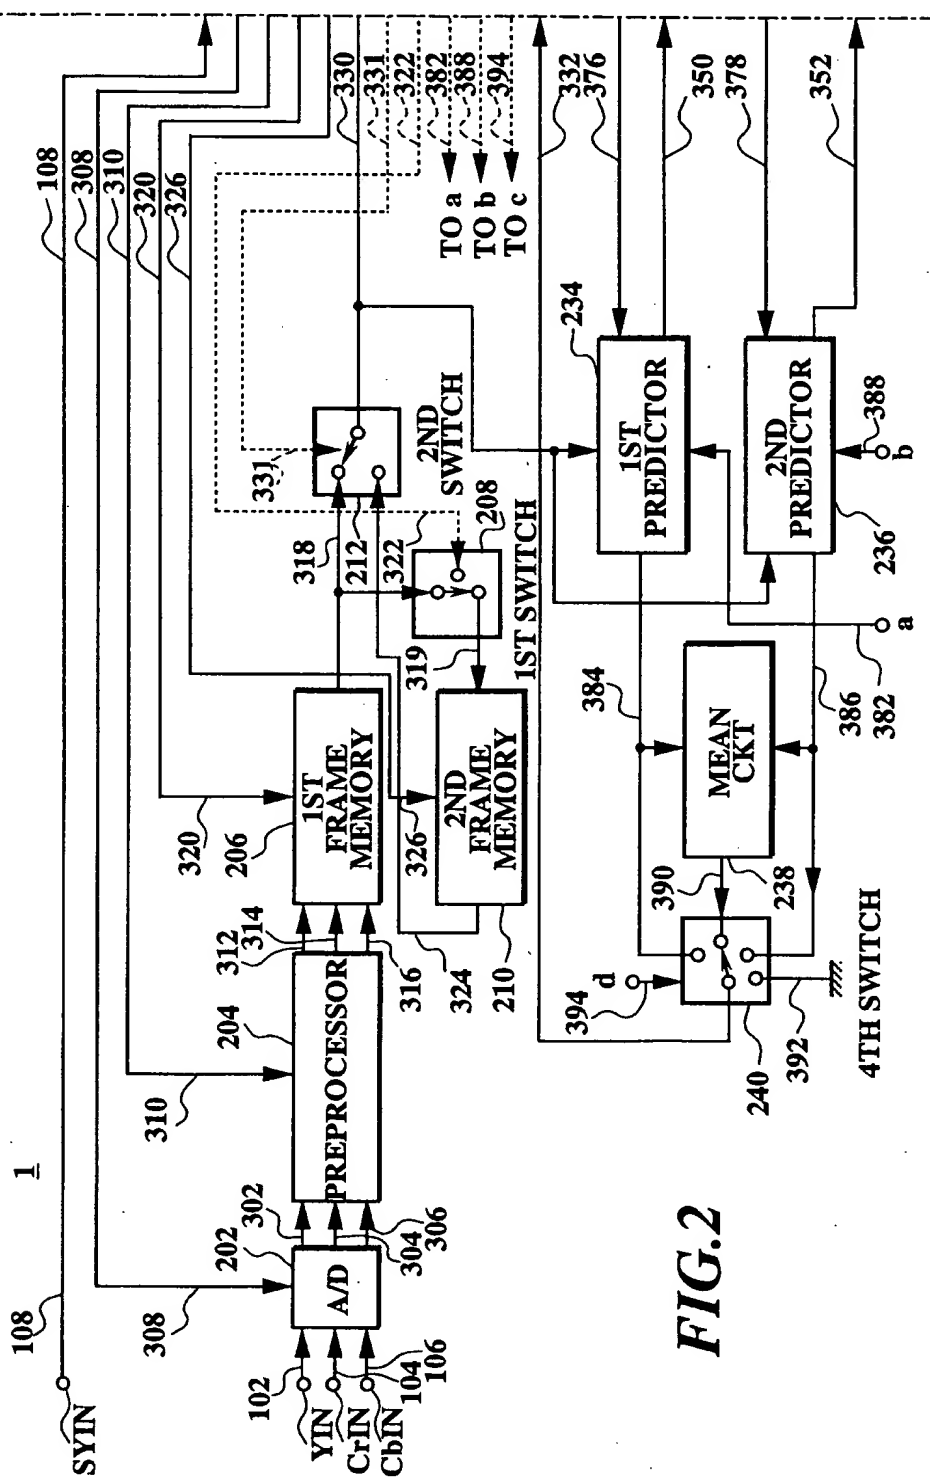 1
SYIN
108
108
308
308
310
310
320
320
326
326
330
331
331
322
322
382
TO a
388
TO b
394
TO c
332
376
350
378
352
YIN
CrIN
CbIN
102
104
106
202
A/D
302
304
306
204
PREPROCESSOR
312
314
316
206
1ST
FRAME
MEMORY
318
212
2ND
SWITCH
208
1ST SWITCH
319
324
210
2ND
FRAME
MEMORY
234
1ST
PREDICTOR
2ND
PREDICTOR
236
388
b
a
382
384
386
MEAN
CKT
238
390
d
394
240
392
4TH SWITCH
FIG.2